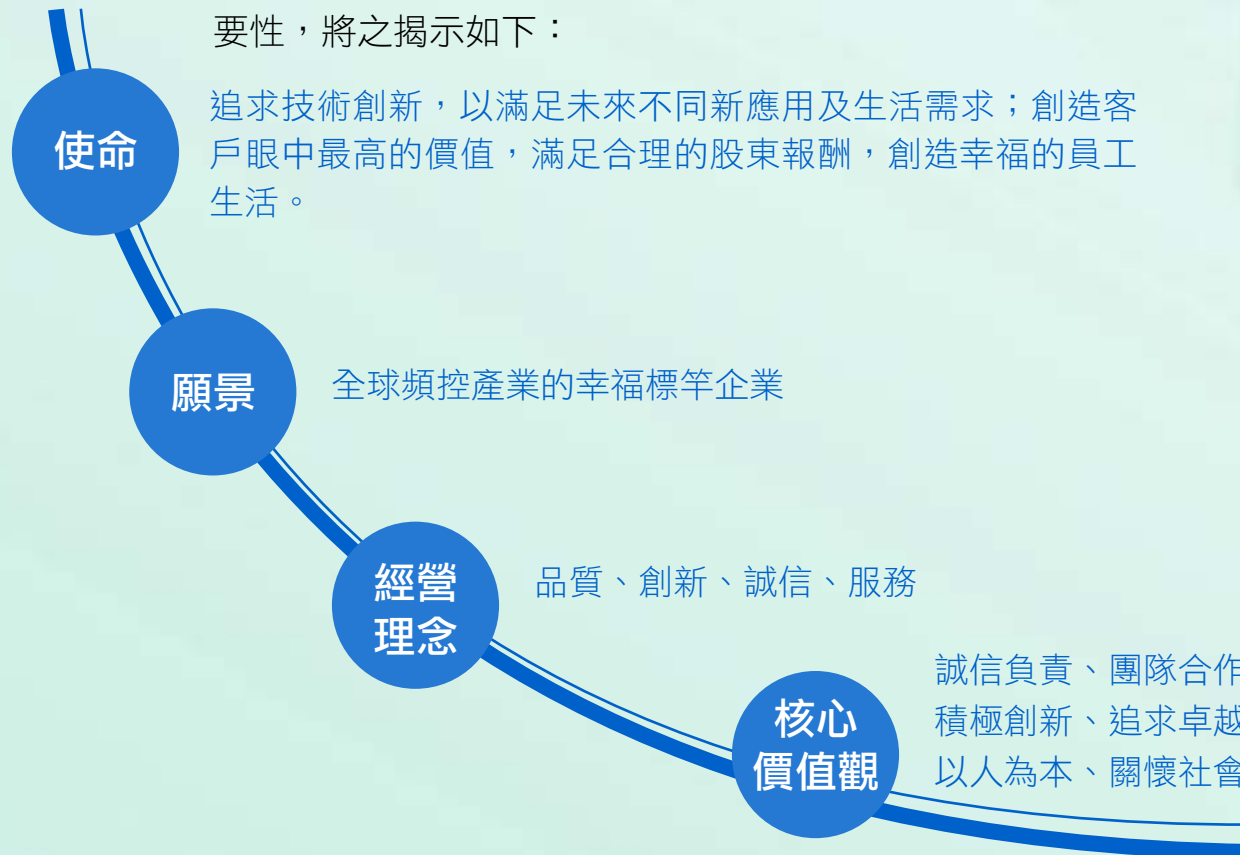 要性，將之揭示如下：
使命
追求技術創新，以滿足未來不同新應用及生活需求；創造客
戶眼中最高的價值，滿足合理的股東報酬，創造幸福的員工
生活。
願景
全球頻控產業的幸福標竿企業
經營
理念
品質、創新、誠信、服務
核心
價值觀
誠信負責、團隊合作
積極創新、追求卓越
以人為本、關懷社會